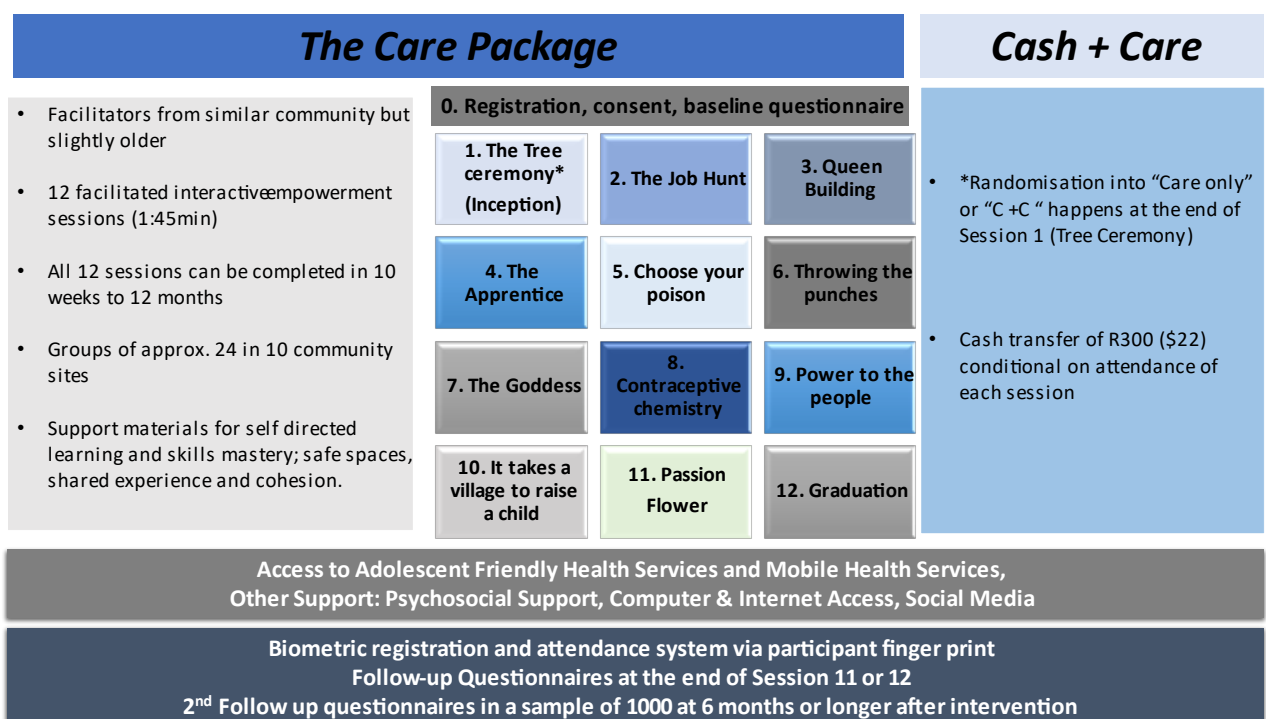 The Care Package
Cash + Care
• Facilitators from similar community but
slightly older
• 12 facilitated interactive empowerment
sessions (1:45min)
• All 12 sessions can be completed in 10
weeks to 12 months
• Groups of approx. 24 in 10 community
sites
• Support materials for self directed
learning and skills mastery; safe spaces,
shared experience and cohesion.
0. Registration, consent, baseline questionnaire
1. The Tree
ceremony*
(Inception)
2. The Job Hunt
3. Queen
Building
4. The
Apprentice
5. Choose your
poison
6. Throwing the
punches
7. The Goddess
8.
Contraceptive
chemistry
9. Power to the
people
10. It takes a
village to raise
a child
11. Passion
Flower
12. Graduation
• *Randomisation into “Care only”
or “C +C “ happens at the end of
Session 1 (Tree Ceremony)
• Cash transfer of R300 ($22)
conditional on attendance of
each session
Access to Adolescent Friendly Health Services and Mobile Health Services,
Other Support: Psychosocial Support, Computer & Internet Access, Social Media
Biometric registration and attendance system via participant finger print
Follow-up Questionnaires at the end of Session 11 or 12
2nd Follow up questionnaires in a sample of 1000 at 6 months or longer after intervention